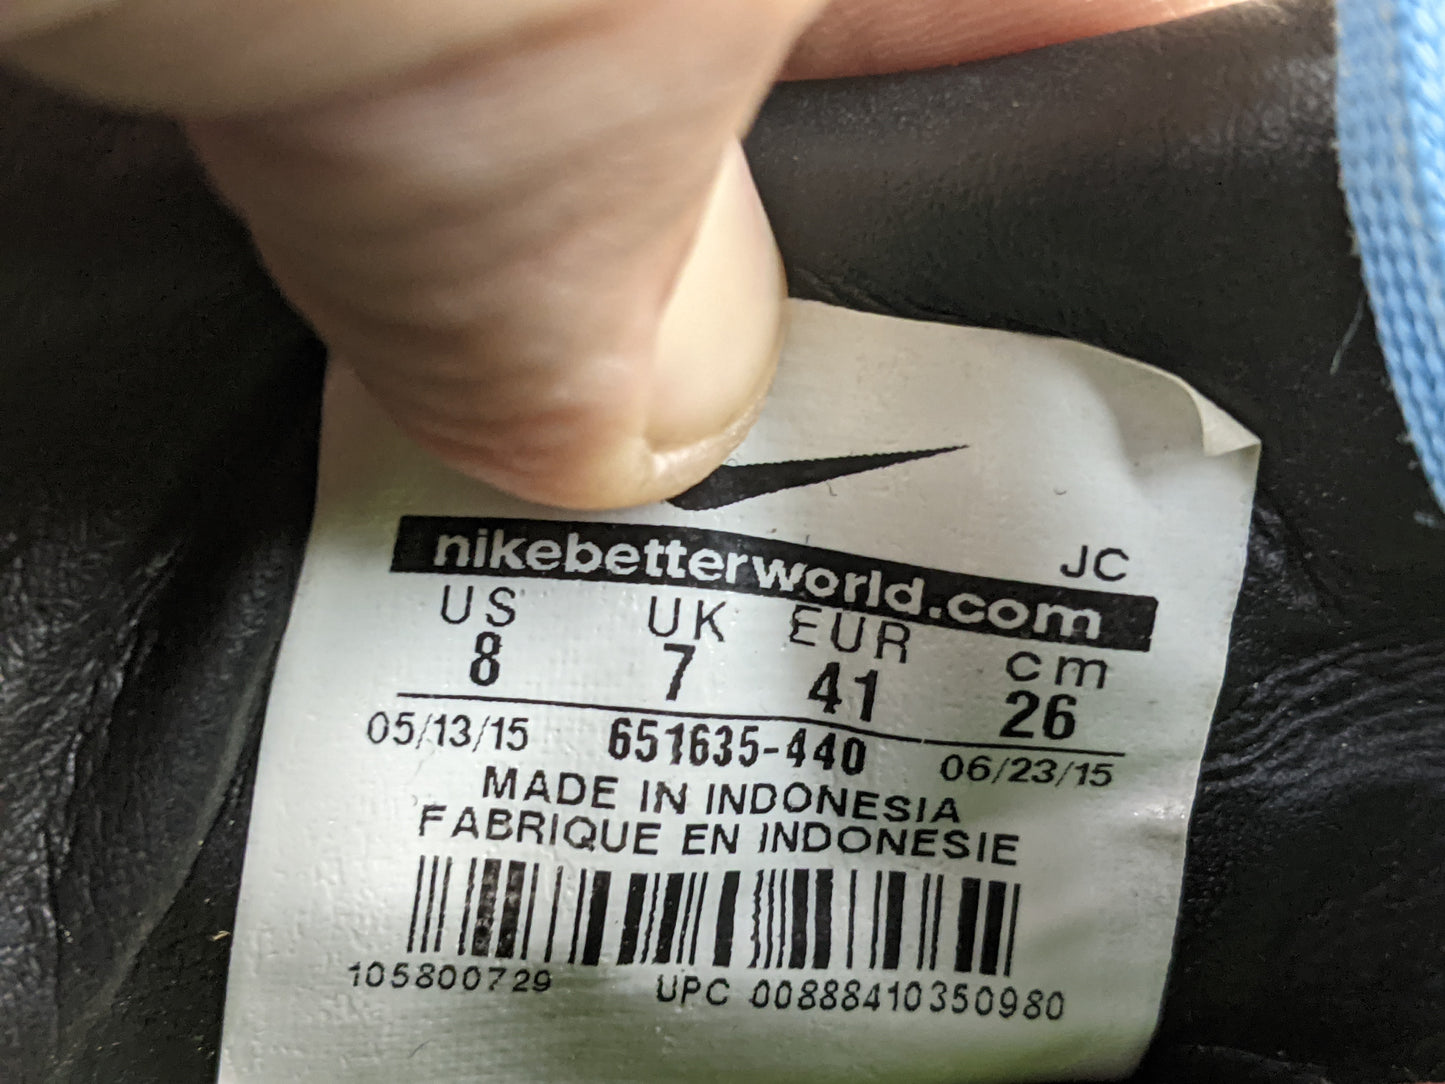 JC
nikebetterworld.com
US UK EUR cm
8 7 41 26
05/13/15 651635-440 06/23/15
MADE IN INDONESIA
FABRIQUE EN INDONESIE
105800729 UPC 00888410350980